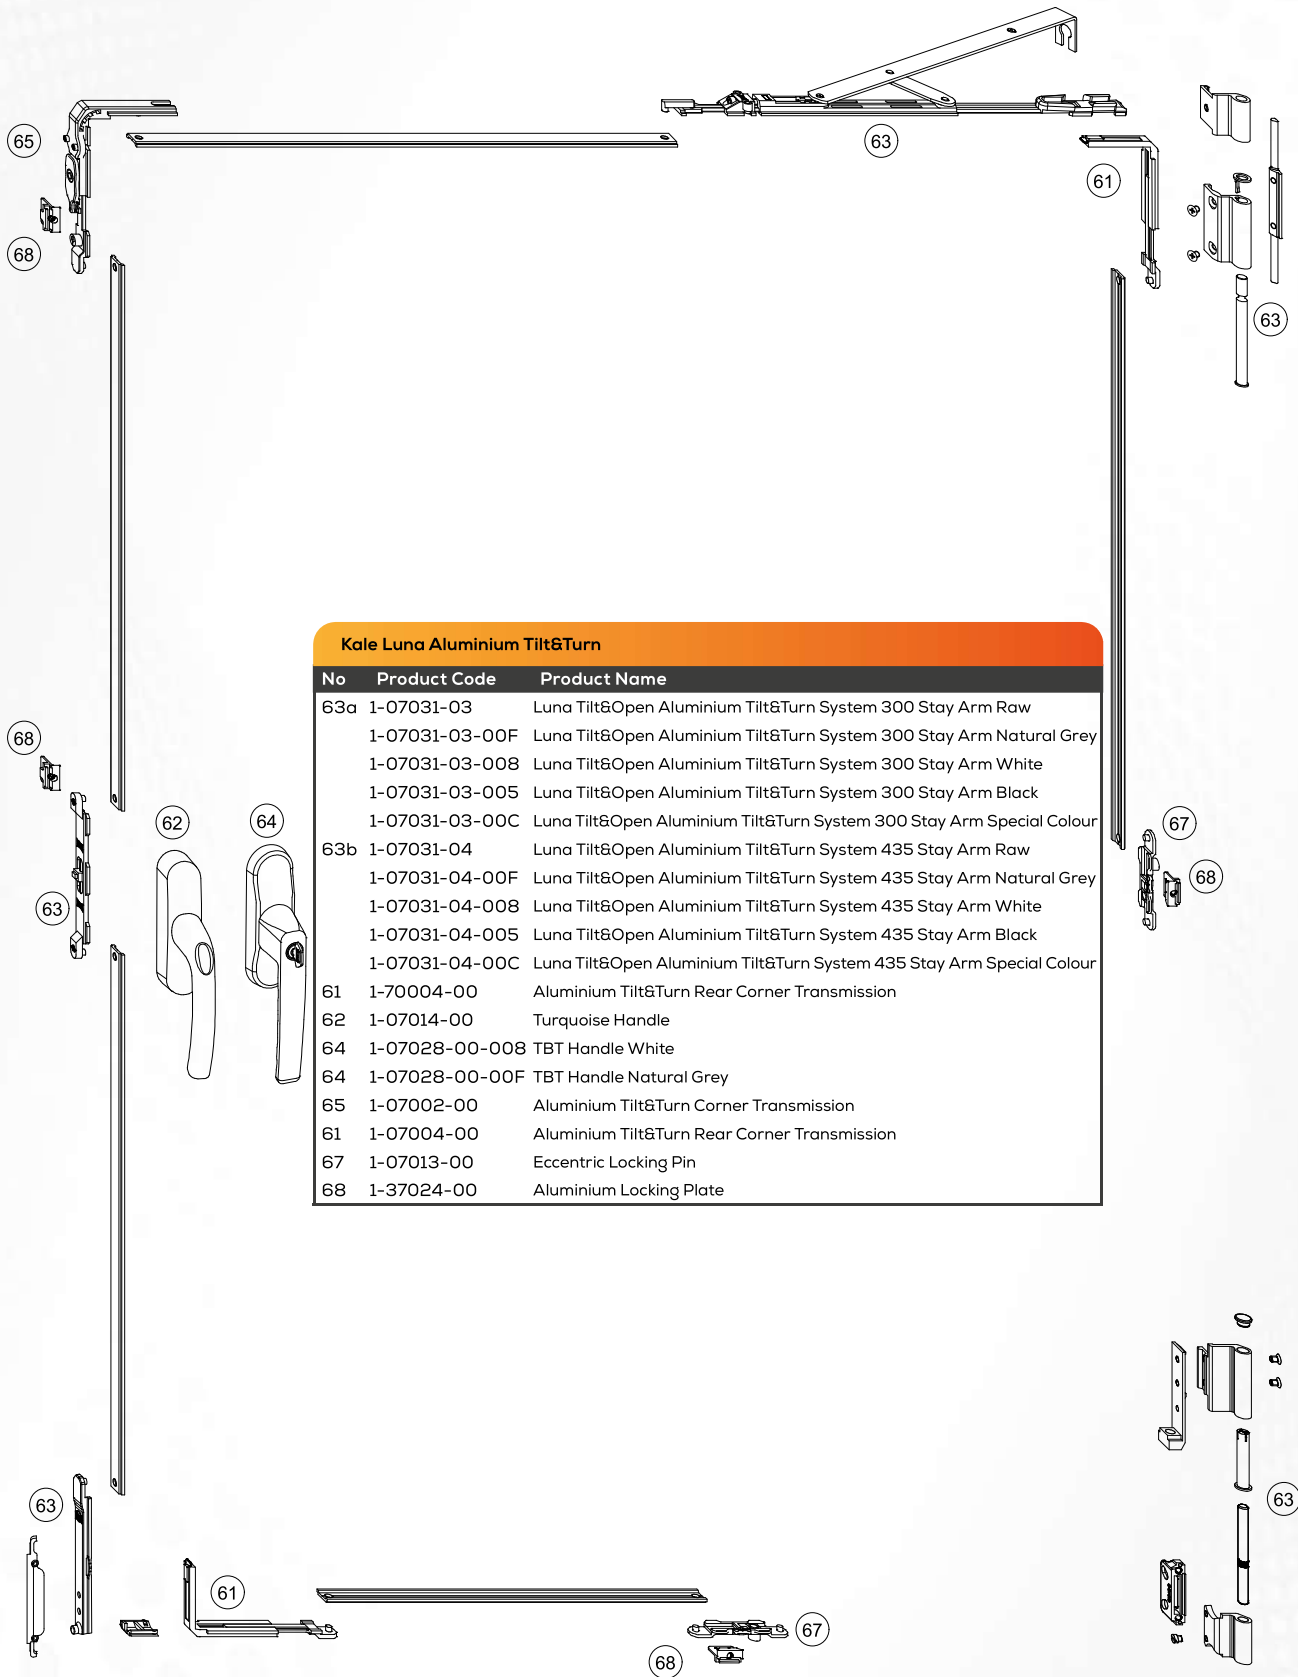 63
65
61
68
63
Kale Luna Aluminium Tilt&Turn
No Product Code Product Name
63a 1-07031-03 Luna Tilt&Open Aluminium Tilt&Turn System 300 Stay Arm Raw
1-07031-03-00F Luna Tilt&Open Aluminium Tilt&Turn System 300 Stay Arm Natural Grey
1-07031-03-008 Luna Tilt&Open Aluminium Tilt&Turn System 300 Stay Arm White
1-07031-03-005 Luna Tilt&Open Aluminium Tilt&Turn System 300 Stay Arm Black
1-07031-03-00C Luna Tilt&Open Aluminium Tilt&Turn System 300 Stay Arm Special Colour
63b 1-07031-04 Luna Tilt&Open Aluminium Tilt&Turn System 435 Stay Arm Raw
1-07031-04-00F Luna Tilt&Open Aluminium Tilt&Turn System 435 Stay Arm Natural Grey
1-07031-04-008 Luna Tilt&Open Aluminium Tilt&Turn System 435 Stay Arm White
1-07031-04-005 Luna Tilt&Open Aluminium Tilt&Turn System 435 Stay Arm Black
1-07031-04-00C Luna Tilt&Open Aluminium Tilt&Turn System 435 Stay Arm Special Colour
61 1-70004-00 Aluminium Tilt&Turn Rear Corner Transmission
62 1-07014-00 Turquoise Handle
64 1-07028-00-008 TBT Handle White
64 1-07028-00-00F TBT Handle Natural Grey
65 1-07002-00 Aluminium Tilt&Turn Corner Transmission
61 1-07004-00 Aluminium Tilt&Turn Rear Corner Transmission
67 1-07013-00 Eccentric Locking Pin
68 1-37024-00 Aluminium Locking Plate
68
62
64
67
68
63
63
63
61
67
68